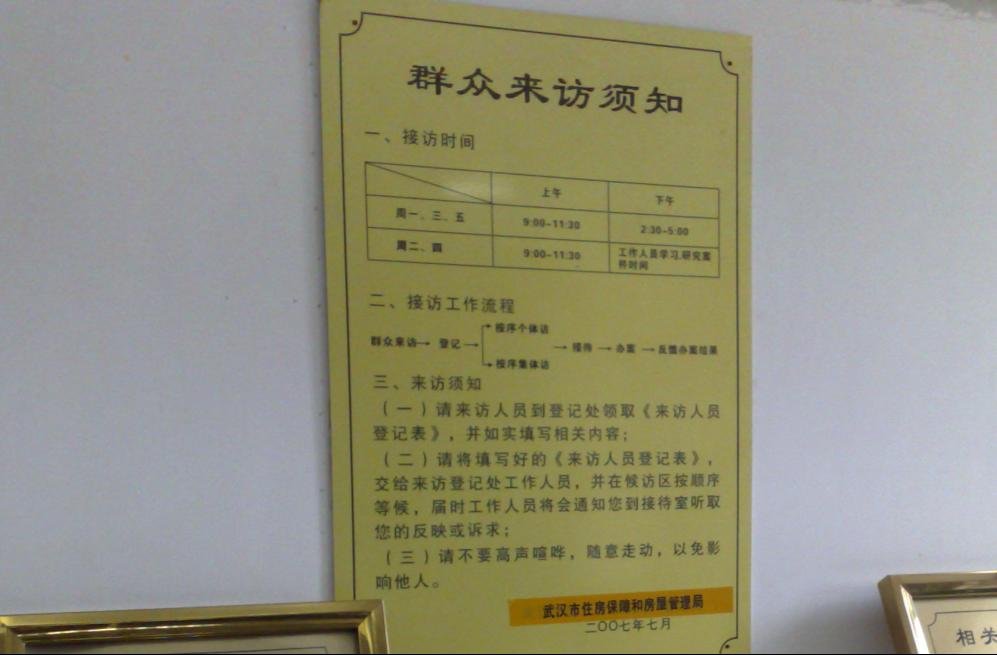 群众来访须知
一、接访时间
上午 下午
周一、三、五 9:00-11:30 2:30-5:00
周二、四 9:00-11:30 工作人员学习,研究案
件时间
二、接访工作流程
按序个体访
群众来访→ 登记→ →接待→办案→反馈办案结果
按序集体访
三、来访须知
(一)请来访人员到登记处领取《来访人员
登记表》,并如实填写相关内容;
(二)请将填写好的《来访人员登记表》,
交给来访登记处工作人员,并在候访区按顺序
等候,届时工作人员将会通知您到接待室听取
您的反映或诉求;
(三)请不要高声喧哗,随意走动,以免影
响他人。
武汉市住房保障和房屋管理局
二〇〇七年七月
相关